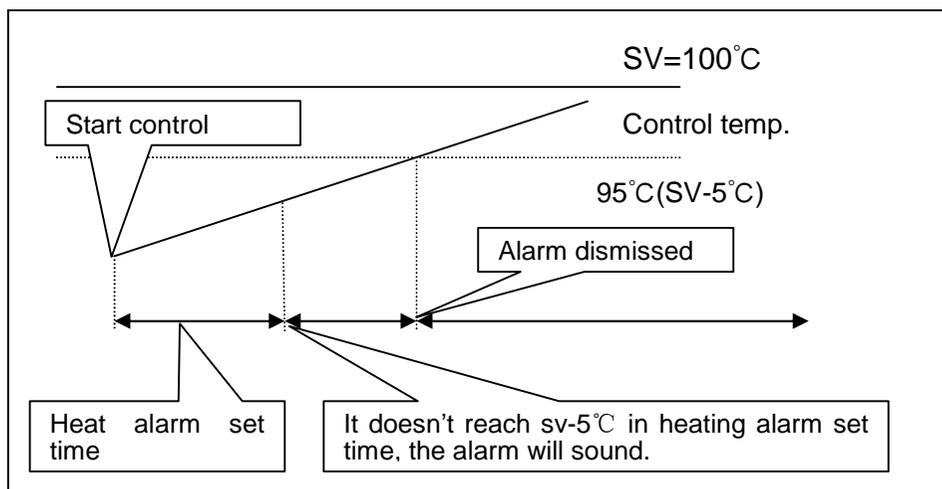 SV=100℃
Start control
Control temp.
95℃(SV-5℃)
Alarm dismissed
Heat alarm set
time
It doesn't reach sv-5℃ in heating alarm set
time, the alarm will sound.